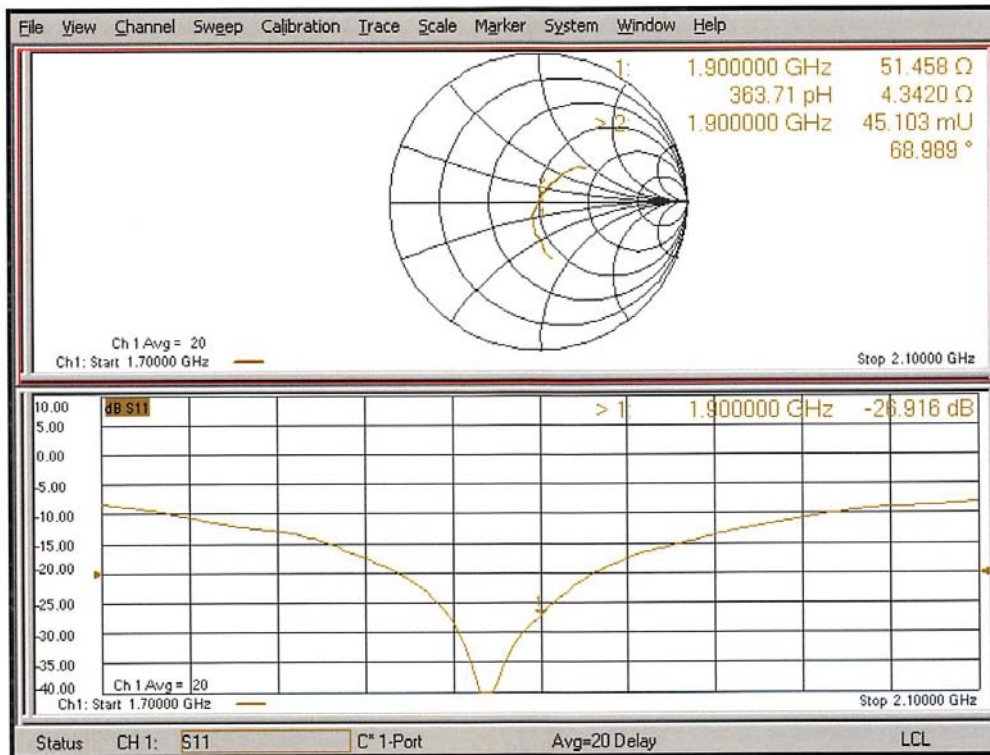 File View Channel Sweep Calibration Trace Scale Marker System Window Help
1: 1.900000 GHz 51.458 Ω
363.71 pH 4.3420 Ω
> 2: 1.900000 GHz 45.103 mU
68.989 °
Ch 1 Avg = 20
Ch1: Start 1.70000 GHz
Stop 2.10000 GHz
dB S11
> 1: 1.900000 GHz -26.916 dB
10.00
5.00
0.00
-5.00
-10.00
-15.00
-20.00
-25.00
-30.00
-35.00
-40.00
1
Ch 1 Avg = 20
Ch1: Start 1.70000 GHz
Stop 2.10000 GHz
Status CH 1: S11 C* 1-Port Avg=20 Delay LCL